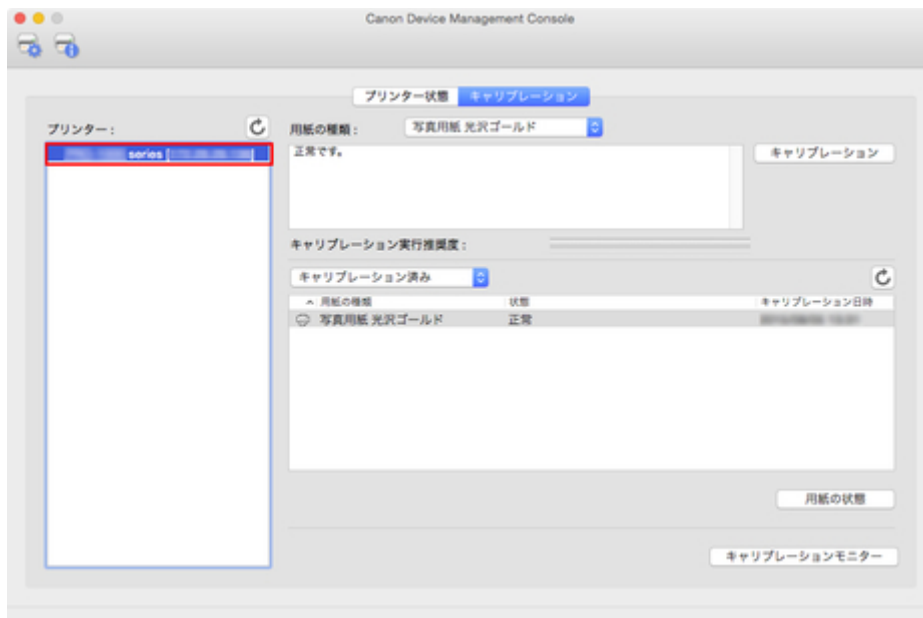 Canon Device Management Console
プリンター状態 キャリブレーション
プリンター：
用紙の種類： 写真用紙 光沢ゴールド
series [
正常です。
キャリブレーション
キャリブレーション実行推奨度：
キャリブレーション済み
用紙の種類 状態 キャリブレーション日時
写真用紙 光沢ゴールド 正常
用紙の状態
キャリブレーションモニター